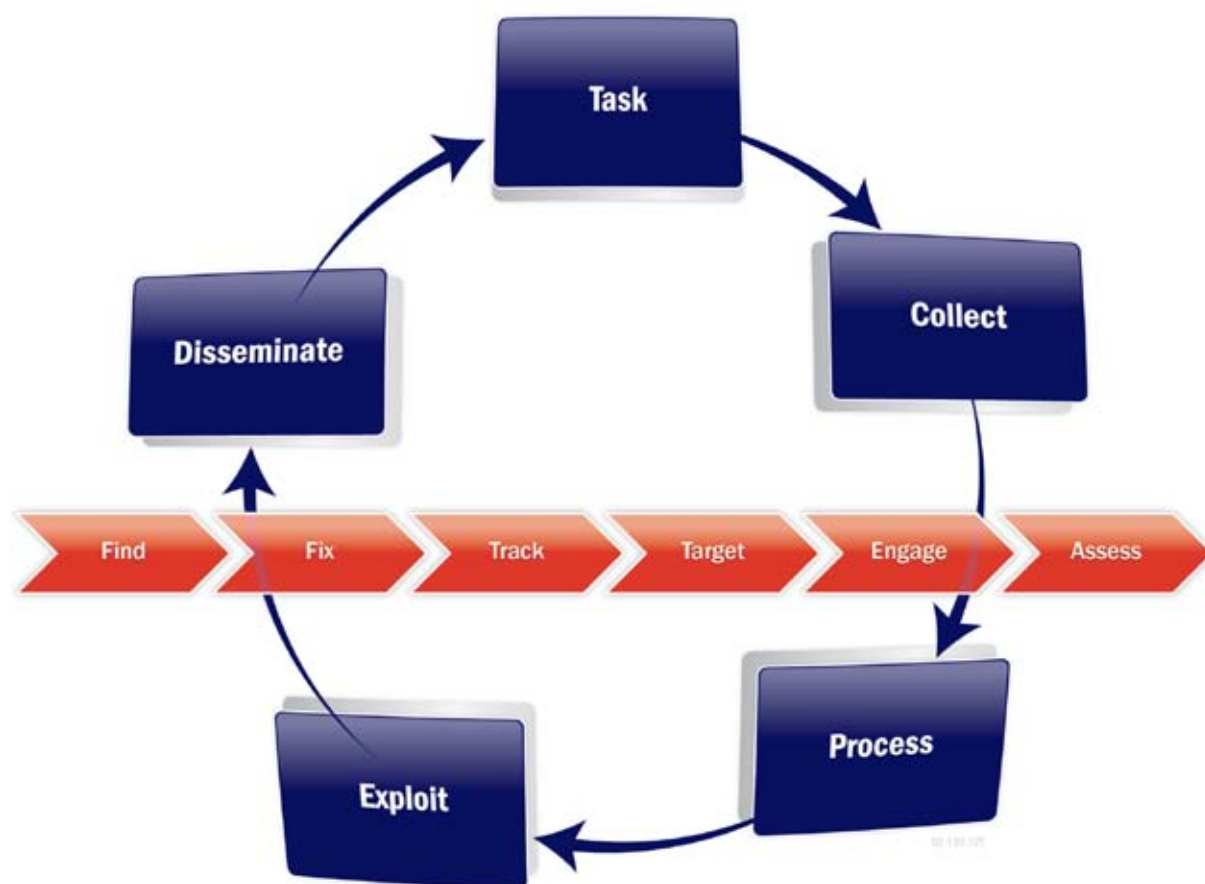 Task
Collect
Disseminate
Find
Fix
Track
Target
Engage
Assess
Process
Exploit